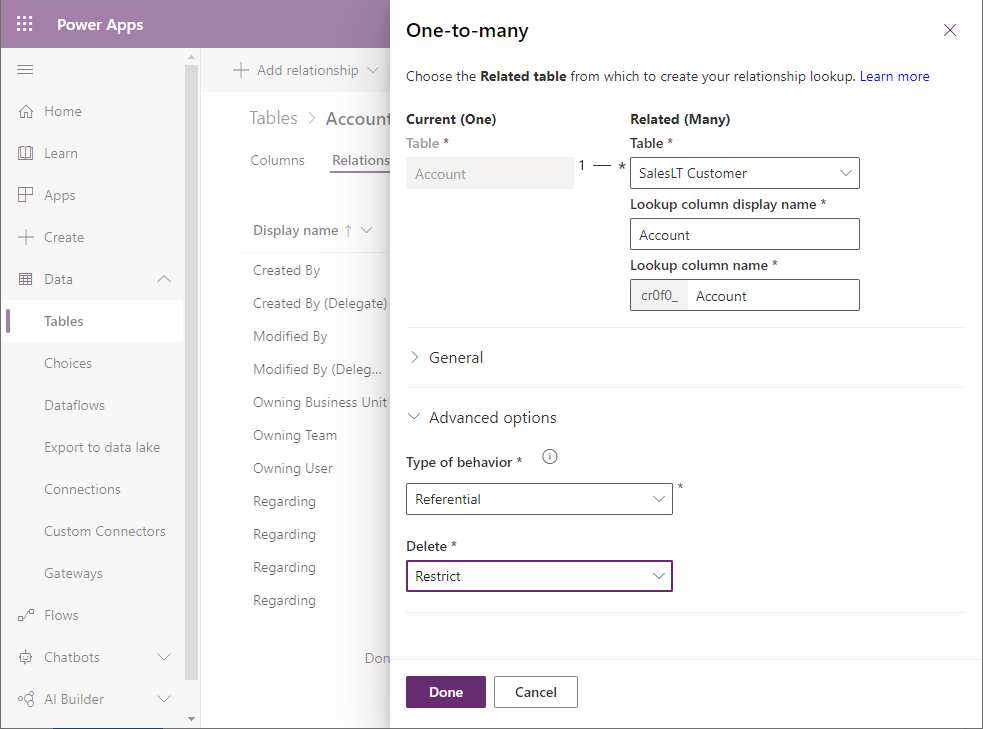 Power Apps
Home
Learn
Apps
Create
Data
Tables
Choices
Dataflows
Export to data lake
Connections
Custom Connectors
Gateways
Flows
Chatbots
AI Builder
Add relationship
Tables > Account
Columns
Relations
Display name ↑
Created By
Created By (Delegate)
Modified By
Modified By (Deleg...
Owning Business Unit
Owning Team
Owning User
Regarding
Regarding
Regarding
Regarding
Don
One-to-many
Choose the Related table from which to create your relationship lookup. Learn more
Current (One)
Table *
Account
1 — *
Related (Many)
Table *
SalesLT Customer
Lookup column display name *
Account
Lookup column name *
cr0f0_ Account
General
Advanced options
Type of behavior *
Referential *
Delete *
Restrict
Done
Cancel